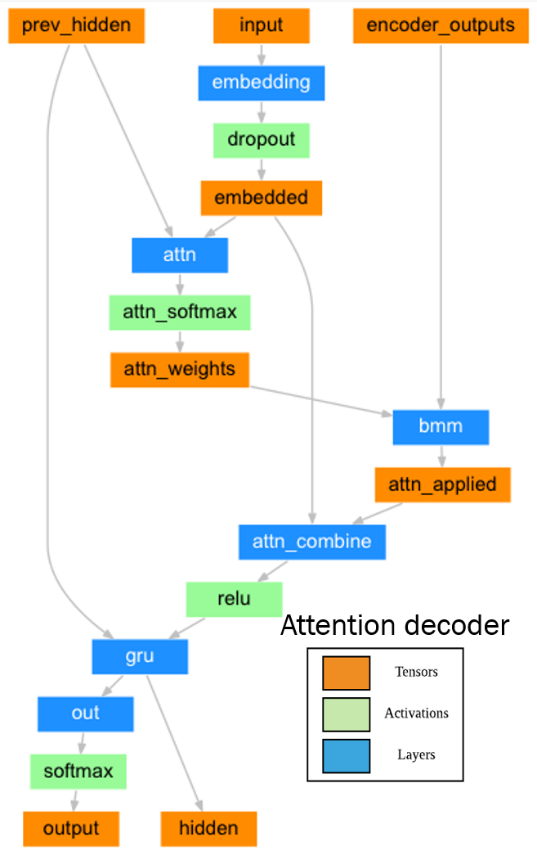 prev_hidden
input
encoder_outputs
embedding
dropout
embedded
attn
attn_softmax
attn_weights
bmm
attn_applied
attn_combine
relu
Attention decoder
gru
Tensors
Activations
Layers
out
softmax
output
hidden